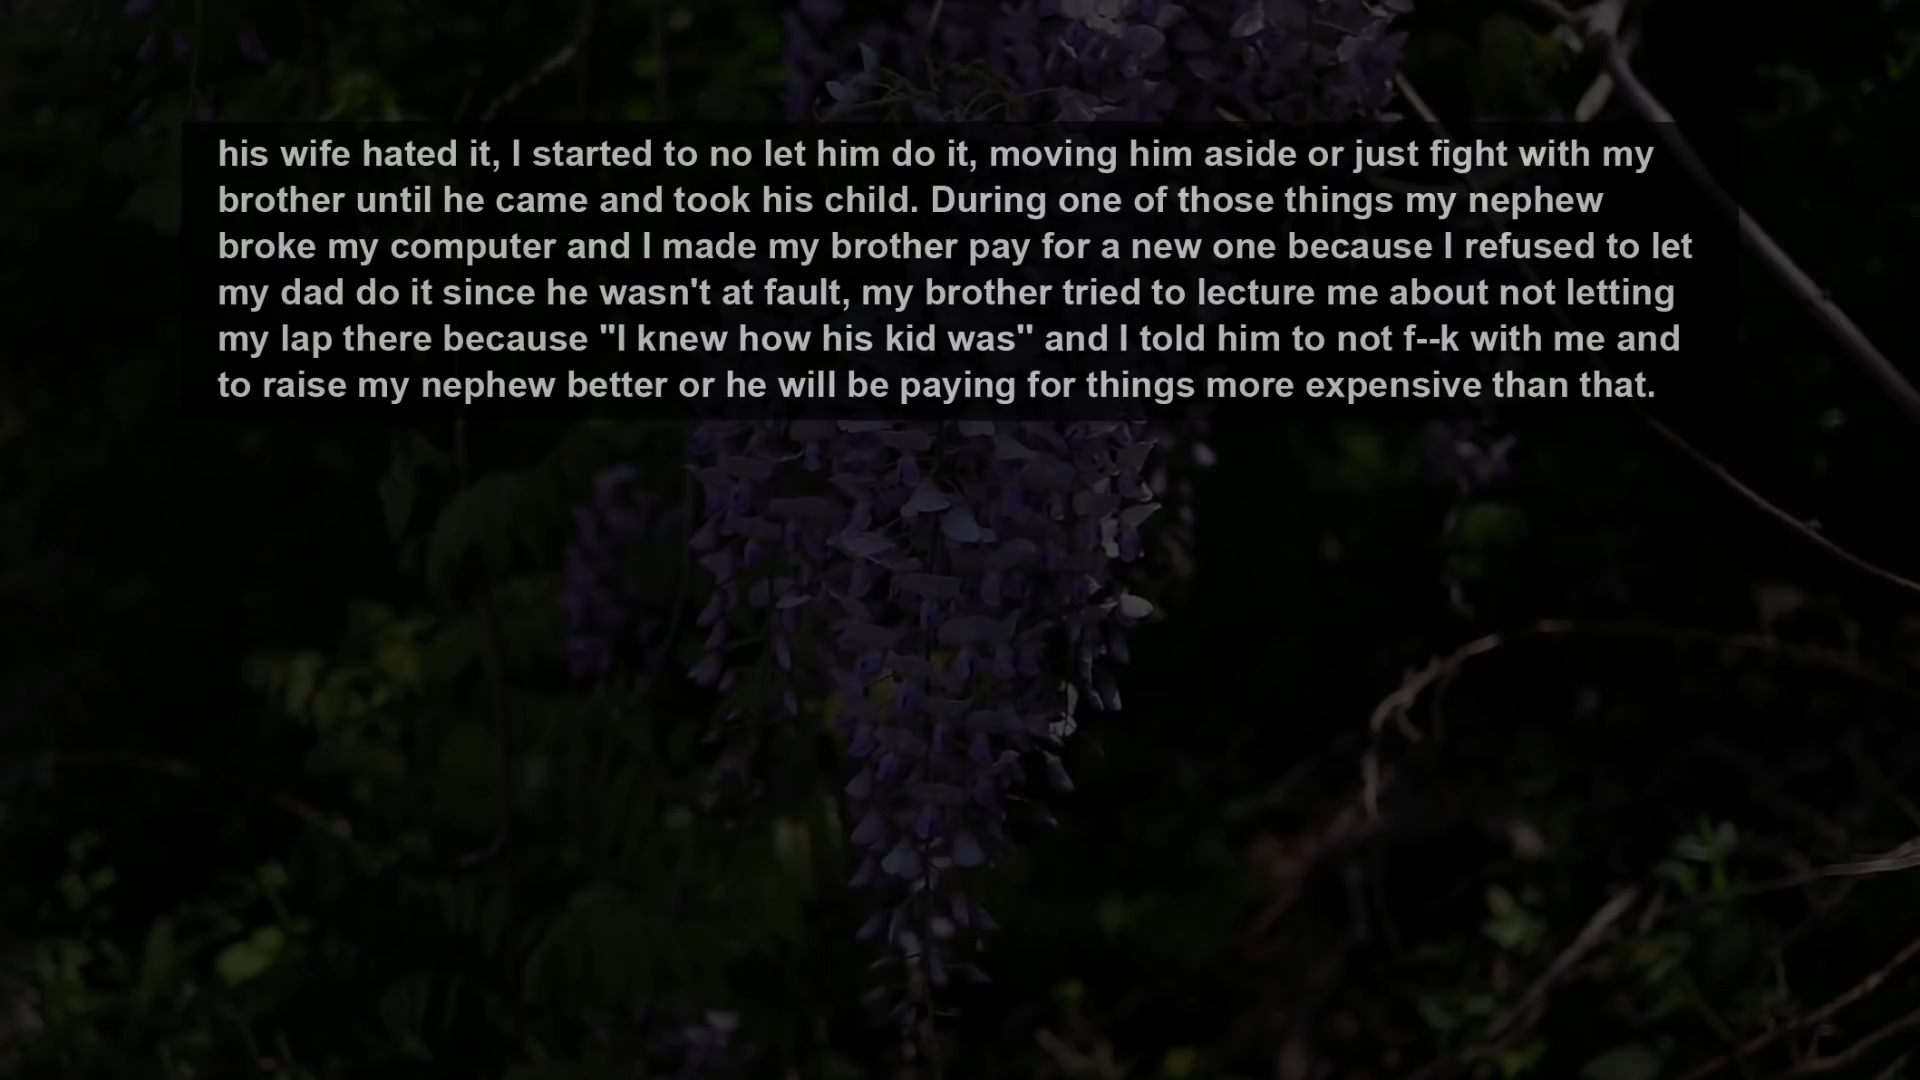 his wife hated it, I started to no let him do it, moving him aside or just fight with my
brother until he came and took his child. During one of those things my nephew
broke my computer and I made my brother pay for a new one because I refused to let
my dad do it since he wasn't at fault, my brother tried to lecture me about not letting
my lap there because "I knew how his kid was" and I told him to not f--k with me and
to raise my nephew better or he will be paying for things more expensive than that.